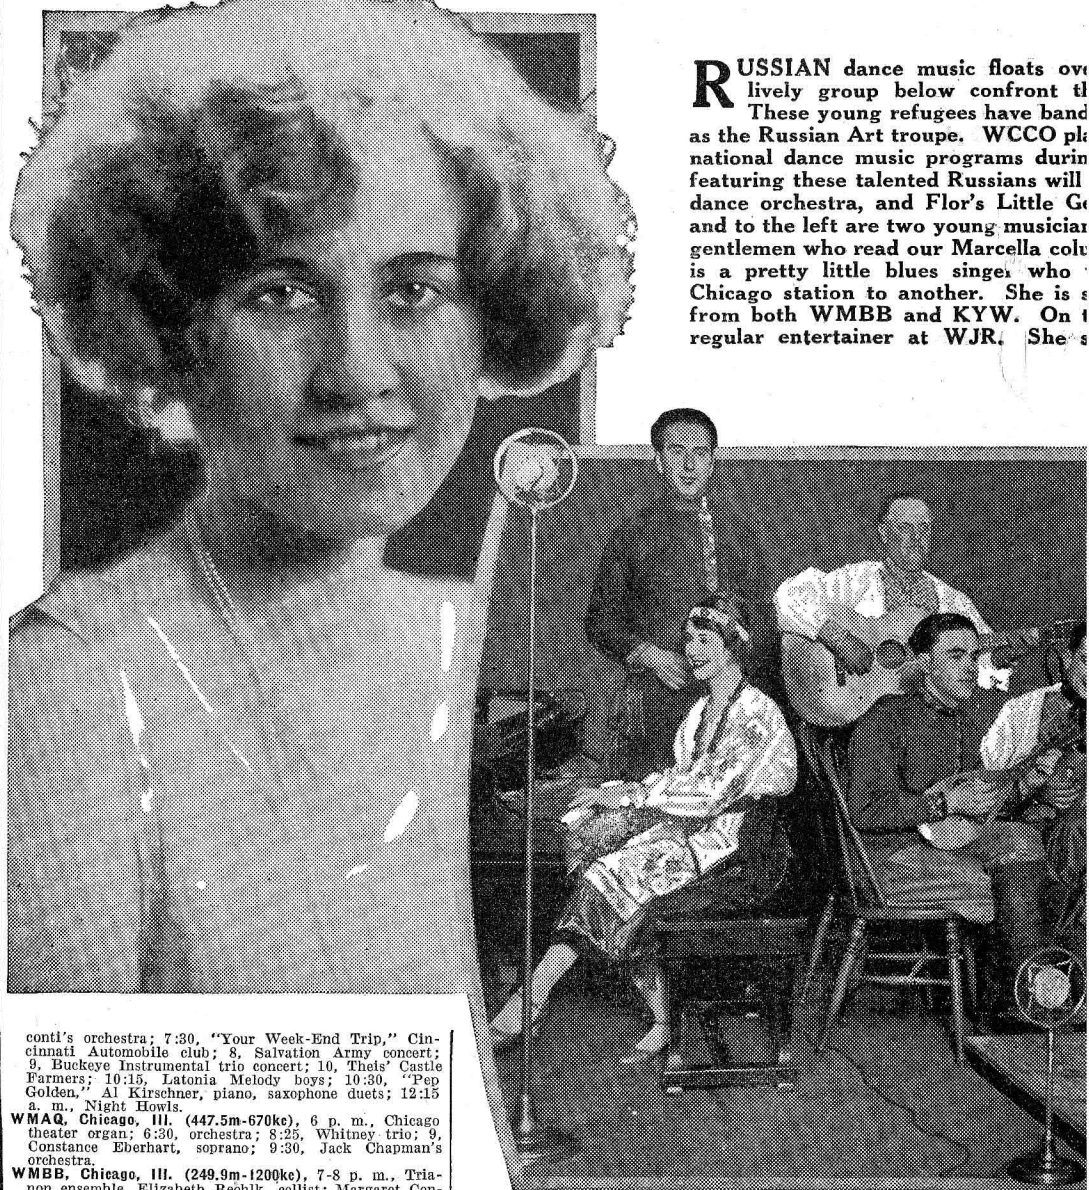 RUSSIAN dance music floats ov
lively group below confront t
These young refugees have band
as the Russian Art troupe. WCCO pl
national dance music programs durin
featuring these talented Russians will
dance orchestra, and Flor's Little G
and to the left are two young musicia
gentlemen who read our Marcella col
is a pretty little blues singer who
Chicago station to another. She is s
from both WMBB and KYW. On
regular entertainer at WJR. She s
conti's orchestra; 7:30, "Your Week-End Trip," Cin-
cinnati Automobile club; 8, Salvation Army concert;
9, Buckeye Instrumental trio concert; 10, Theis' Castle
Farmers; 10:15, Latonia Melody boys; 10:30, "Pep
Golden," Al Kirschner, piano, saxophone duets; 12:15
a. m., Night Howls.
WMAQ, Chicago, Ill. (447.5m-670kc), 6 p. m., Chicago
theater organ; 6:30, orchestra; 8:25, Whitney trio; 9,
Constance Eberhart, soprano; 9:30, Jack Chapman's
orchestra.
WMBB, Chicago, Ill. (249.9m-1200kc), 7-8 p. m., Tria-
non ensemble, Elizabeth cellist; Margaret Con-